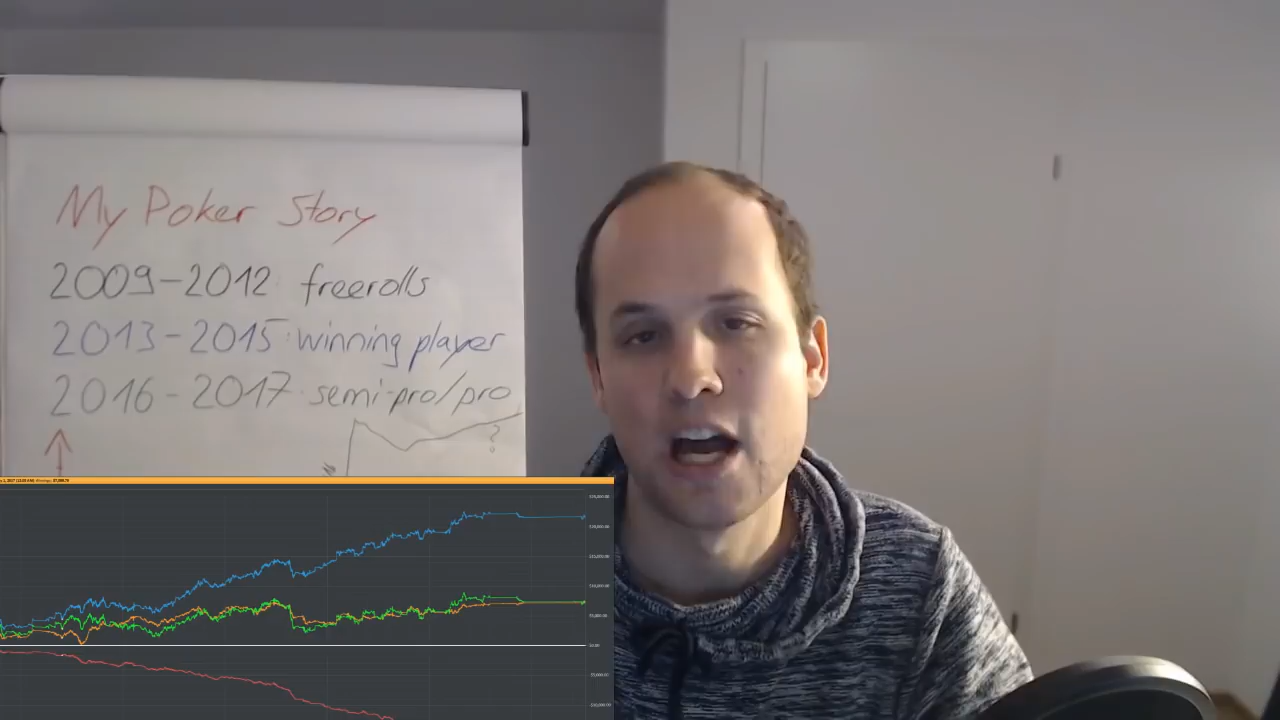 My Poker Story
2009-2012 freerolls
2013-2015 winning player
2016-2017 semi-pro/pro
?